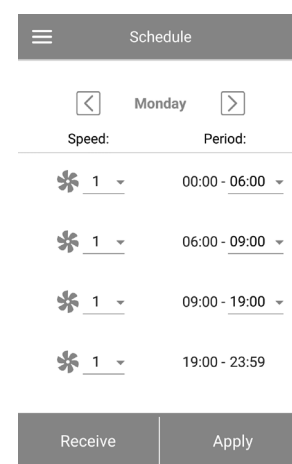 Schedule
Monday
Speed: Period:
1 00:00 - 06:00
1 06:00 - 09:00
1 09:00 - 19:00
1 19:00 - 23:59
Receive Apply